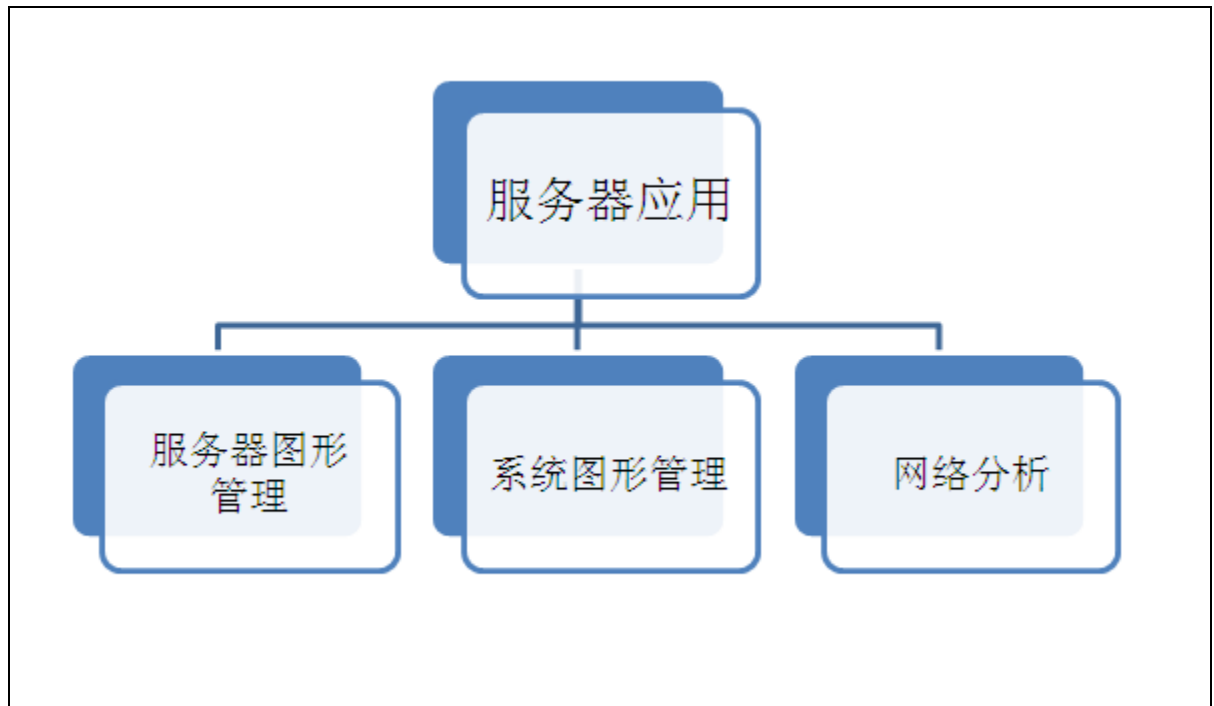 服务器应用
服务器图形
管理
系统图形管理
网络分析